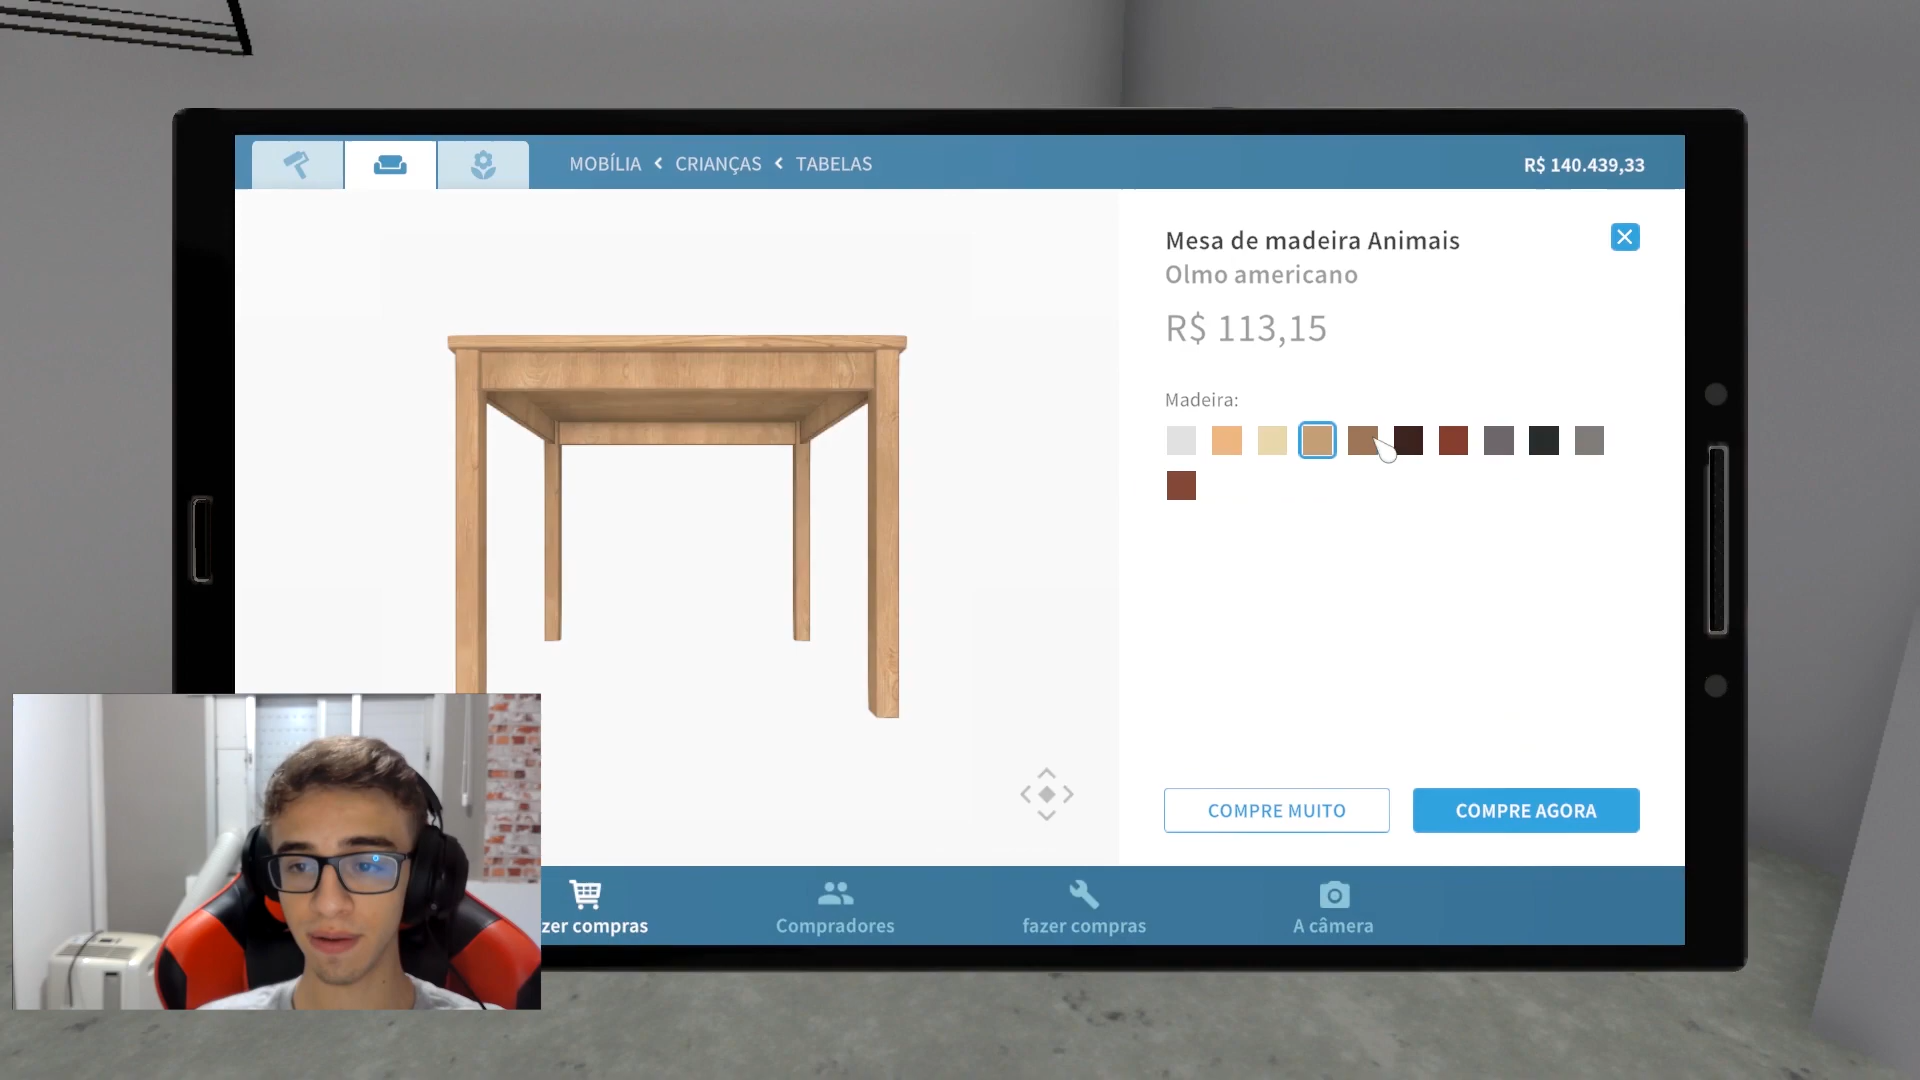 MOBÍLIA < CRIANÇAS < TABELAS
R$ 140.439,33
Mesa de madeira Animais
Olmo americano
R$ 113,15
Madeira:
COMPRE MUITO
COMPRE AGORA
zer compras
Compradores
fazer compras
A câmera